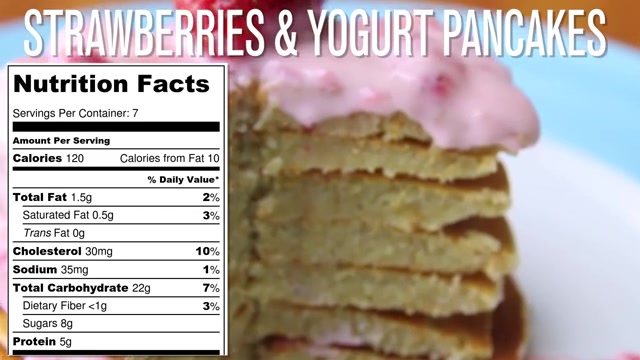 STRAWBERRIES & YOGURT PANCAKES
Nutrition Facts
Servings Per Container: 7
Amount Per Serving
Calories 120 Calories from Fat 10
% Daily Value*
Total Fat 1.5g 2%
Saturated Fat 0.5g 3%
Trans Fat 0g
Cholesterol 30mg 10%
Sodium 35mg 1%
Total Carbohydrate 22g 7%
Dietary Fiber <1g 3%
Sugars 8g
Protein 5g